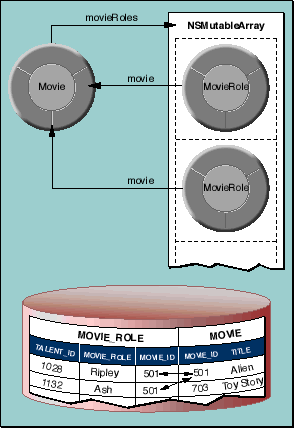 movieRoles
NSMutableArray
Movie
movie
MovieRole
MovieRole
movie
MOVIE_ROLE MOVIE
TALENT_ID MOVIE_ROLE MOVIE_ID MOVIE_ID TITLE
1028 Ripley 501 501 Alien
1132 Ash 501 703 Toy Story